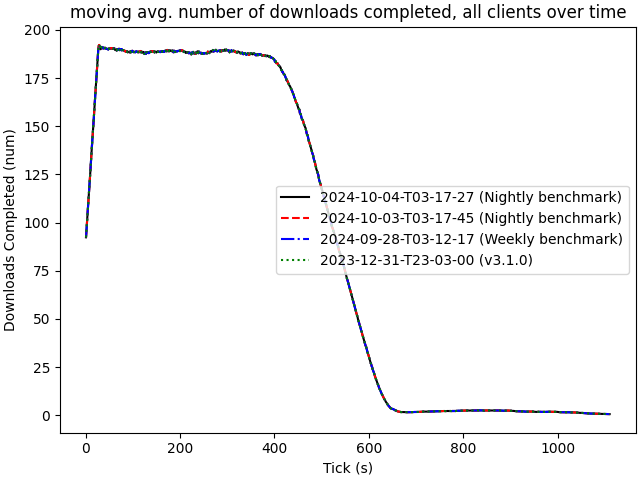 moving avg. number of downloads completed, all clients over time
Downloads Completed (num)
200
175
150
125
100
75
50
25
0
2024-10-04-T03-17-27 (Nightly benchmark)
2024-10-03-T03-17-45 (Nightly benchmark)
2024-09-28-T03-12-17 (Weekly benchmark)
2023-12-31-T23-03-00 (v3.1.0)
0 200 400 600 800 1000
Tick (s)